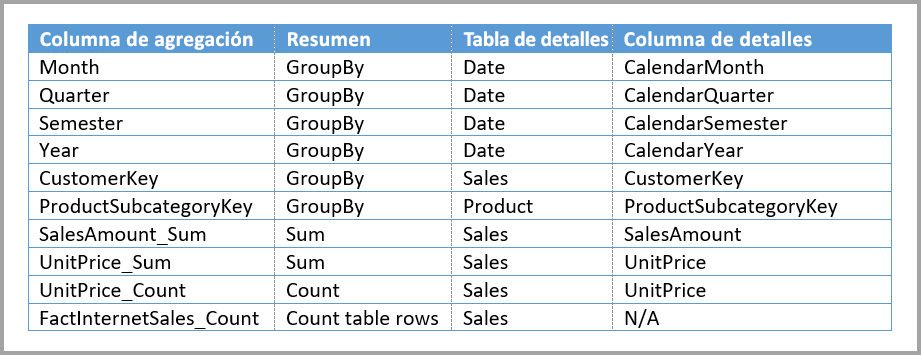 Columna de agregación Resumen Tabla de detalles Columna de detalles
Month GroupBy Date CalendarMonth
Quarter GroupBy Date CalendarQuarter
Semester GroupBy Date CalendarSemester
Year GroupBy Date CalendarYear
CustomerKey GroupBy Sales CustomerKey
ProductSubcategoryKey GroupBy Product ProductSubcategoryKey
SalesAmount_Sum Sum Sales SalesAmount
UnitPrice_Sum Sum Sales UnitPrice
UnitPrice_Count Count Sales UnitPrice
FactInternetSales_Count Count table rows Sales N/A